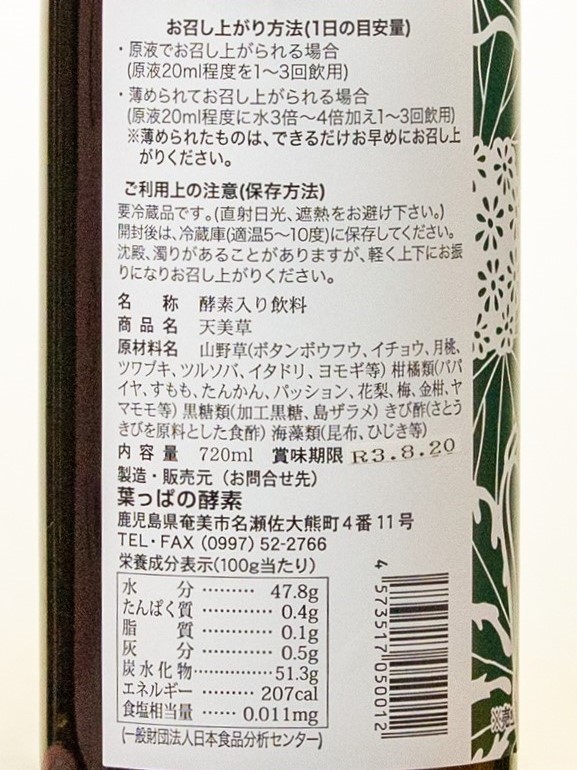 お召し上がり方法(1日の目安量)
・原液でお召し上がられる場合
(原液20ml程度を1〜3回飲用)
・薄められてお召し上がられる場合
(原液20ml程度に水3倍〜4倍加え1〜3回飲用)
※薄められたものは、できるだけお早めにお召し上
がりください。
ご利用上の注意(保存方法)
要冷蔵品です。(直射日光、遮熱をお避け下さい。)
開封後は、冷蔵庫(適温5〜10度)に保存してください。
沈殿、濁りがあることがありますが、軽く上下にお振
りになりお召し上がりください。
名 称 酵素入り飲料
商品名 天美草
原材料名 山野草(ボタンボウフウ、イチョウ、月桃、
ツワブキ、ツルソバ、イタドリ、ヨモギ等) 柑橘類(パパ
イヤ、すもも、たんかん、パッション、花梨、梅、金柑、ヤ
マモモ等) 黒糖類(加工黒糖、島ザラメ) きび酢(さとう
きびを原料とした食酢) 海藻類(昆布、ひじき等)
内容量 720ml 賞味期限 R3.8.20
製造・販売元 (お問合せ先)
葉っぱの酵素
鹿児島県奄美市名瀬佐大熊町4番11号
TEL・FAX (0997) 52-2766
栄養成分表示(100g当たり)
水 分 ……… 47.8g
たんぱく質 ……… 0.4g
脂 質 ……… 0.1g
灰 分 ……… 0.5g
炭水化物 ……… 51.3g
エネルギー ……… 207cal
食塩相当量 …… 0.011mg
(一般財団法人日本食品分析センター)
4 573517 050012